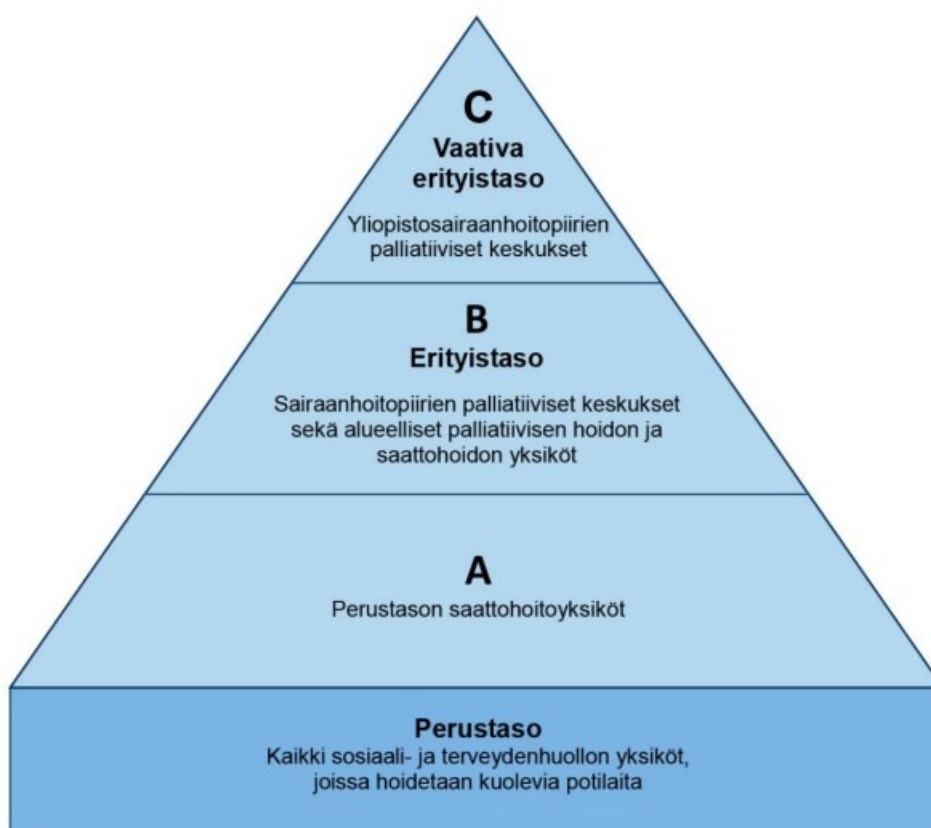 C
Vaativa
erityistaso
Yliopistosairaanhoitopiirien
palliatiiviset keskukset
B
Erityistaso
Sairaanhoitopiirien palliatiiviset keskukset
sekä alueelliset palliatiivisen hoidon ja
saattohoidon yksiköt
A
Perustason saattohoitoyksiköt
Perustaso
Kaikki sosiaali- ja terveydenhuollon yksiköt,
joissa hoidetaan kuolevia potilaita